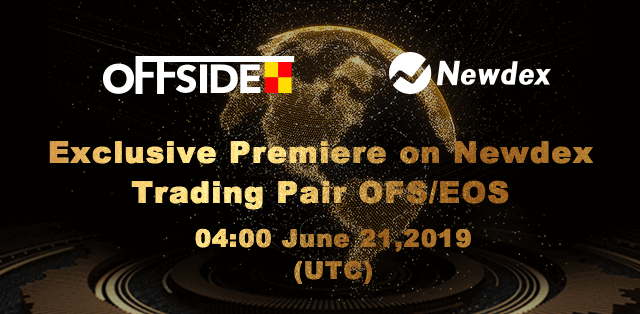 OFFSIDE
Newdex
Exclusive Premiere on Newdex
Trading Pair OFS/EOS
04:00 June 21,2019
(UTC)